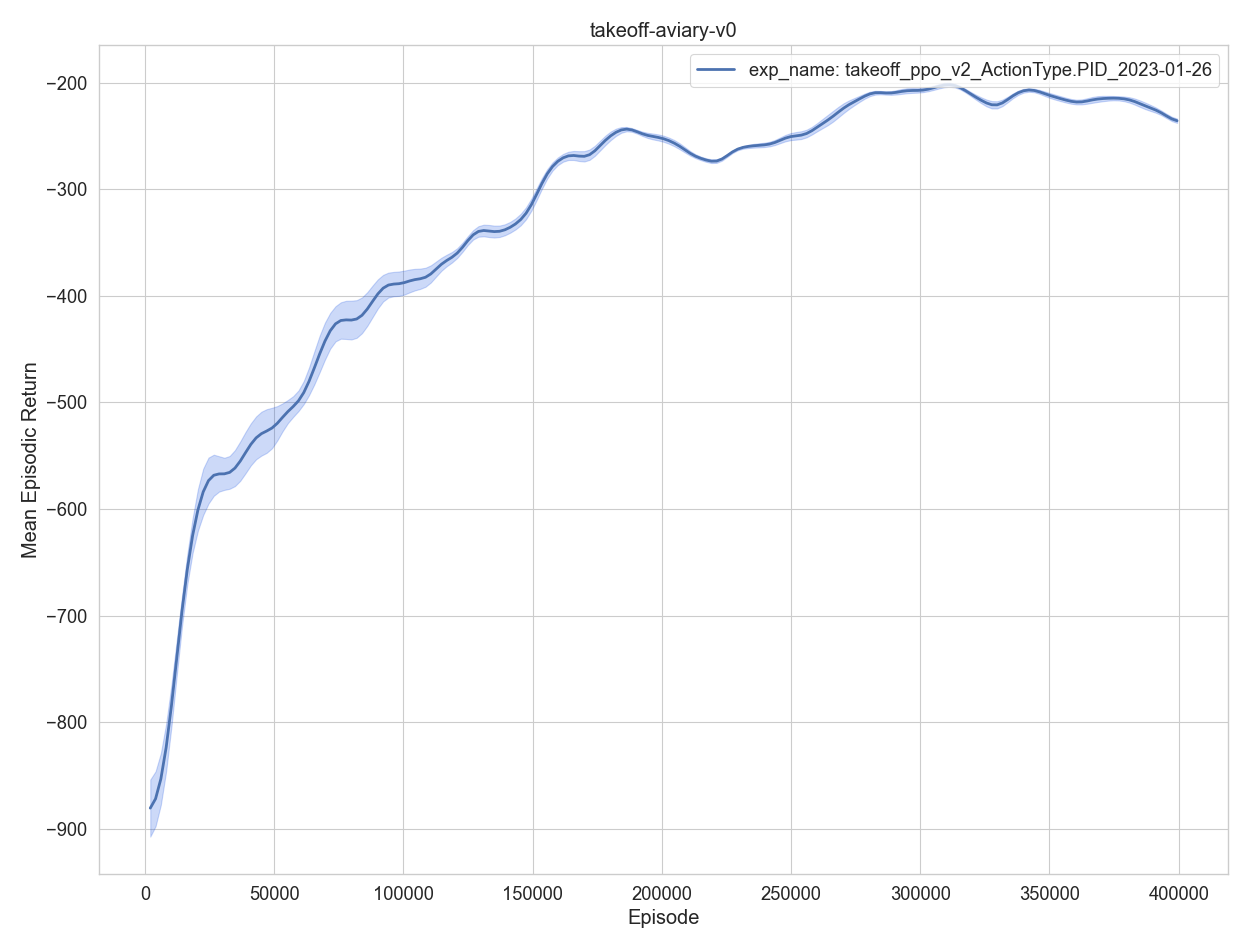 takeoff-aviary-v0
exp_name: takeoff_ppo_v2_ActionType.PID_2023-01-26
Mean Episodic Return
−200
−300
−400
−500
−600
−700
−800
−900
0 50000 100000 150000 200000 250000 300000 350000 400000
Episode